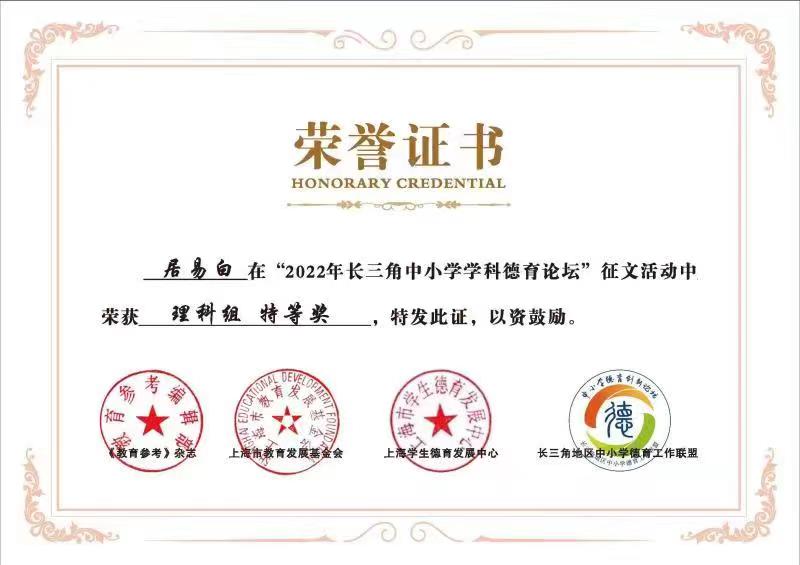 荣誉证书
HONORARY CREDENTIAL
居易白在“2022年长三角中小学学科德育论坛”征文活动中
荣获 理科组 特等奖 ，特发此证，以资鼓励。
教育参考编辑部
SHANGHAI EDUCATIONAL DEVELOPMENT FOUNDATION
上海市教育发展基金会
上海市学生德育发展中心
中小学德育创新论坛
德
《教育参考》杂志 上海市教育发展基金会 上海学生德育发展中心 长三角地区中小学德育工作联盟